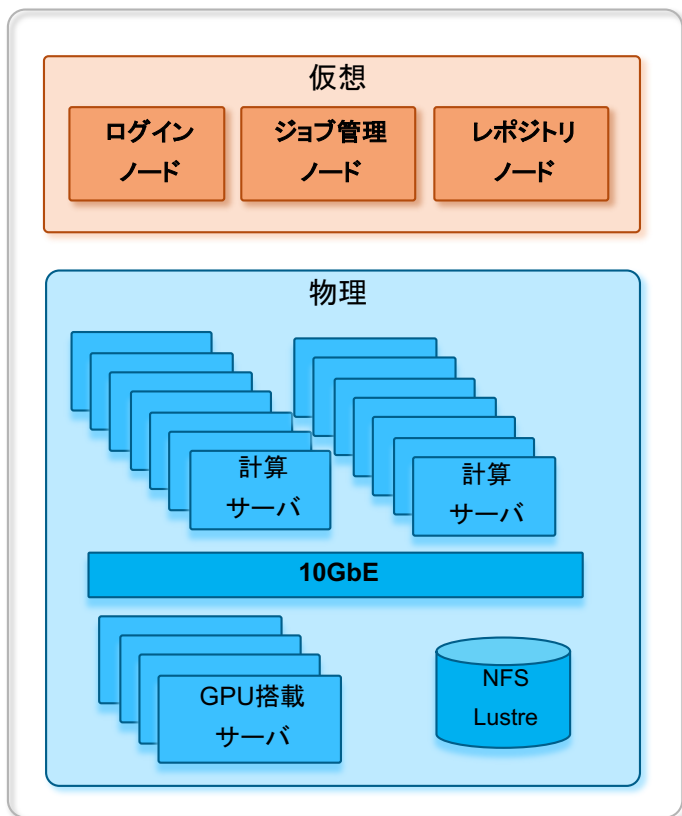 仮想
ログイン
ノード
ジョブ管理
ノード
レポジトリ
ノード
物理
計算
サーバ
計算
サーバ
10GbE
GPU搭載
サーバ
NFS
Lustre